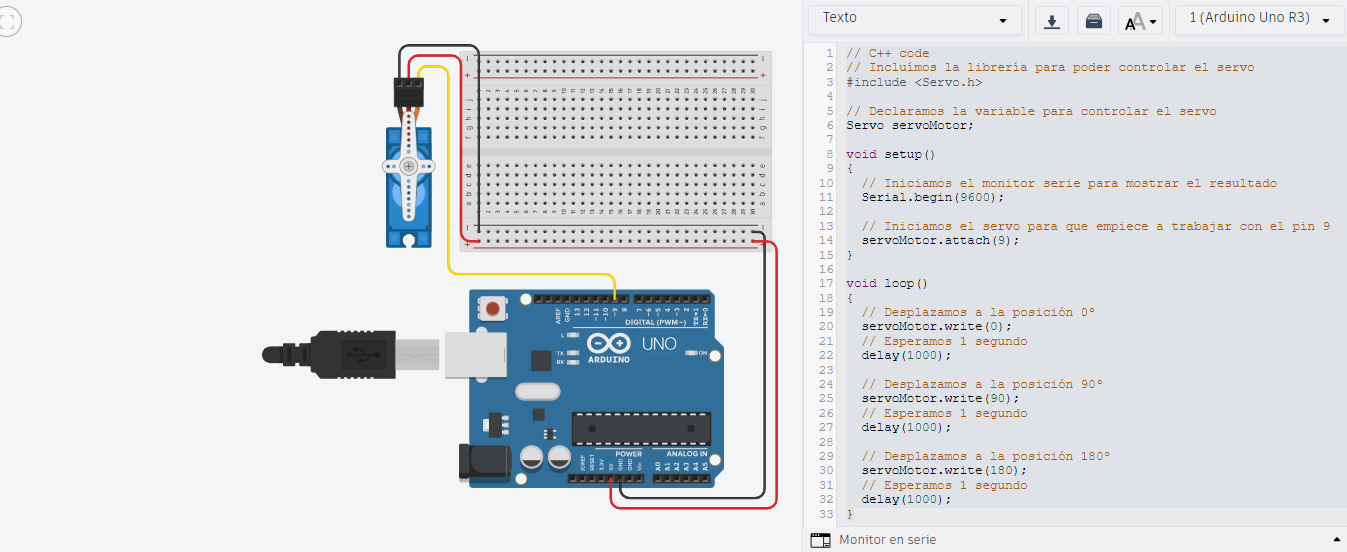 Texto
1 (Arduino Uno R3)
1 // C++ code
2 // Incluímos la librería para poder controlar el servo
3 #include <Servo.h>
4
5 // Declaramos la variable para controlar el servo
6 Servo servoMotor;
7
8 void setup()
9 {
10 // Iniciamos el monitor serie para mostrar el resultado
11 Serial.begin(9600);
12
13 // Iniciamos el servo para que empiece a trabajar con el pin 9
14 servoMotor.attach(9);
15 }
16
17 void loop()
18 {
19 // Desplazamos a la posición 0º
20 servoMotor.write(0);
21 // Esperamos 1 segundo
22 delay(1000);
23
24 // Desplazamos a la posición 90º
25 servoMotor.write(90);
26 // Esperamos 1 segundo
27 delay(1000);
28
29 // Desplazamos a la posición 180º
30 servoMotor.write(180);
31 // Esperamos 1 segundo
32 delay(1000);
33 }
Monitor en serie
a b c d e
f g h i j
AREF
GND
13
12
~11
~10
~9
8
7
~6
~5
4
~3
2
TX→1
RX←0
DIGITAL (PWM~)
L
TX
RX
ARDUINO
UNO
ON
POWER
ANALOG IN
IOREF
RESET
3.3V
5V
GND
GND
Vin
A0
A1
A2
A3
A4
A5